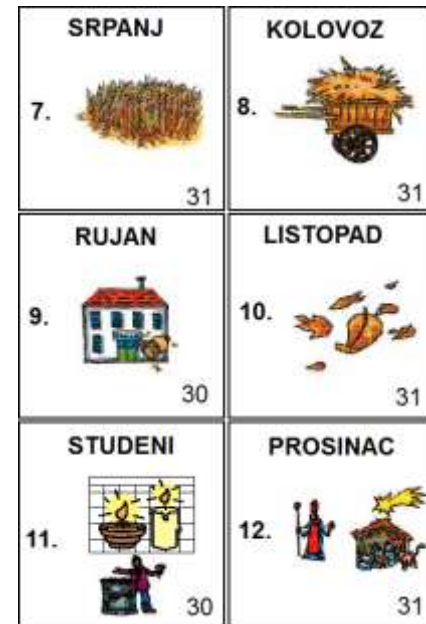 SRPANJ
7.
31
KOLOVOZ
8.
31
RUJAN
9.
30
LISTOPAD
10.
31
STUDENI
11.
30
PROSINAC
12.
31